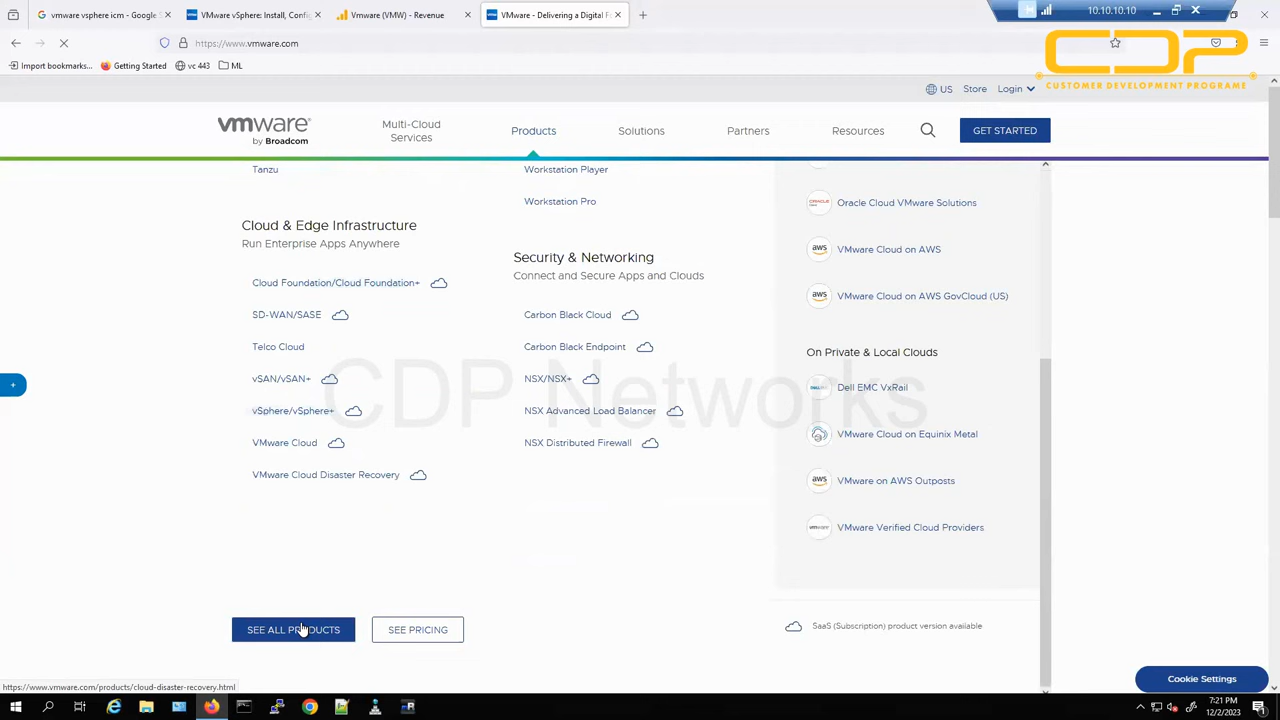 vmware vsphere icm - Google S
VMware vSphere: Install, Config
Vmware (VMW) - Revenue
VMware - Delivering a Digital F
10.10.10.10
https://www.vmware.com
Import bookmarks...
Getting Started
vc 443
ML
CDP
CUSTOMER DEVELOPMENT PROGRAME
US
Store
Login
vmware®
by Broadcom
Multi-Cloud
Services
Products
Solutions
Partners
Resources
GET STARTED
Tanzu
Cloud & Edge Infrastructure
Run Enterprise Apps Anywhere
Cloud Foundation/Cloud Foundation+
SD-WAN/SASE
Telco Cloud
vSAN/vSAN+
vSphere/vSphere+
VMware Cloud
VMware Cloud Disaster Recovery
Workstation Player
Workstation Pro
Security & Networking
Connect and Secure Apps and Clouds
Carbon Black Cloud
Carbon Black Endpoint
NSX/NSX+
NSX Advanced Load Balancer
NSX Distributed Firewall
Oracle Cloud VMware Solutions
aws
VMware Cloud on AWS
aws
VMware Cloud on AWS GovCloud (US)
On Private & Local Clouds
Dell EMC VxRail
VMware Cloud on Equinix Metal
aws
VMware on AWS Outposts
vmware
VMware Verified Cloud Providers
CDP Networks
SEE ALL PRODUCTS
SEE PRICING
SaaS (Subscription) product version available
Cookie Settings
https://www.vmware.com/products/cloud-disaster-recovery.html
7:21 PM
12/2/2023